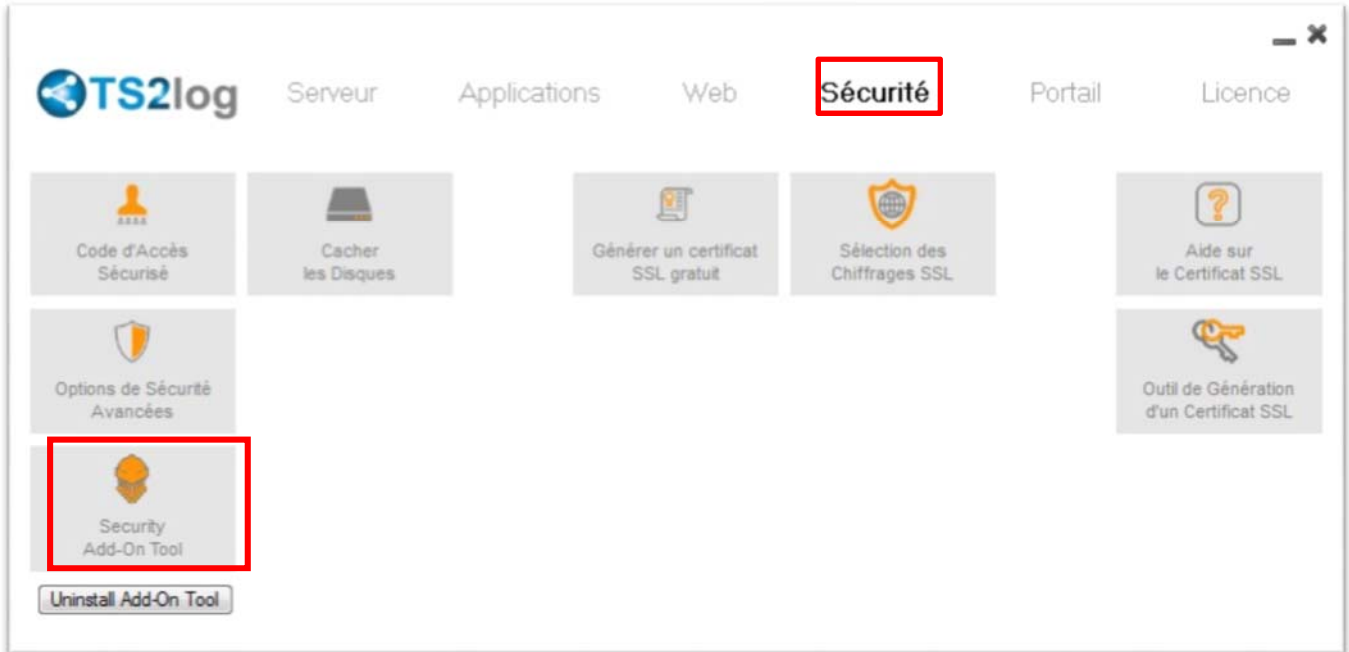 TS2log
Serveur
Applications
Web
Sécurité
Portail
Licence
Code d'Accès
Sécurisé
Cacher
les Disques
Générer un certificat
SSL gratuit
Sélection des
Chiffrages SSL
Aide sur
le Certificat SSL
Options de Sécurité
Avancées
Outil de Génération
d'un Certificat SSL
Security
Add-On Tool
Uninstall Add-On Tool